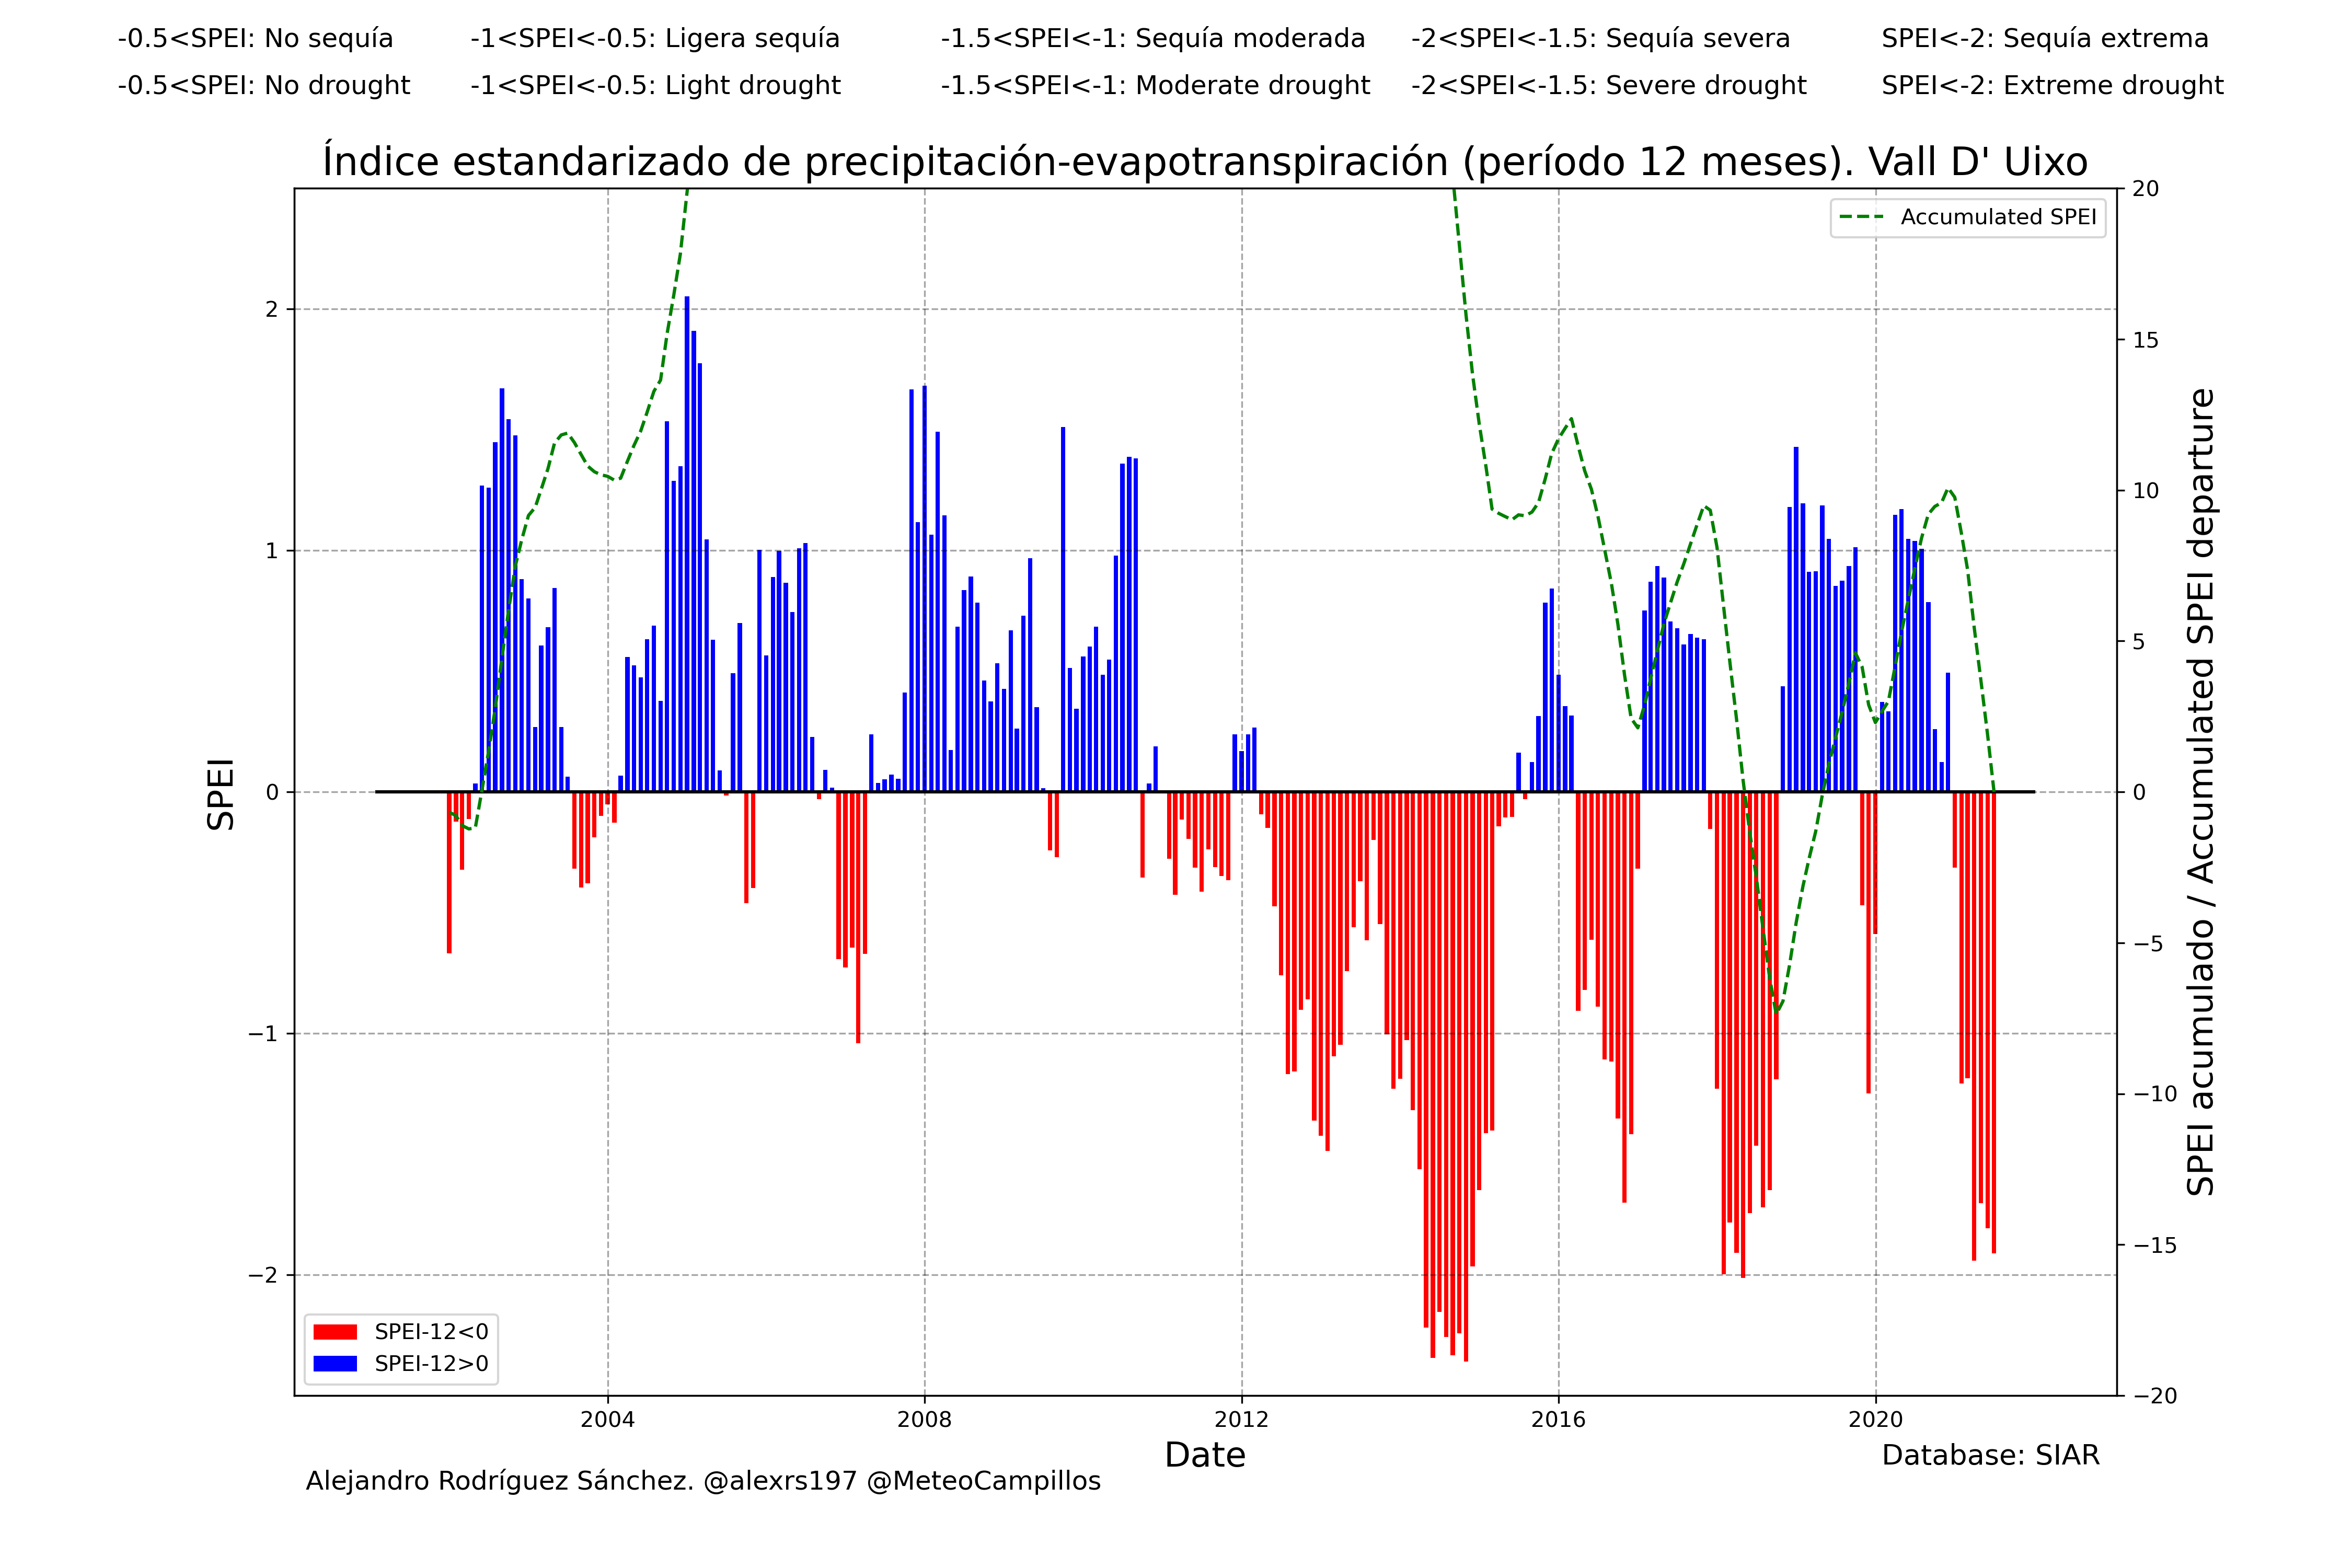 -0.5<SPEI: No sequía -1<SPEI<-0.5: Ligera sequía -1.5<SPEI<-1: Sequía moderada -2<SPEI<-1.5: Sequía severa SPEI<-2: Sequía extrema
-0.5<SPEI: No drought -1<SPEI<-0.5: Light drought -1.5<SPEI<-1: Moderate drought -2<SPEI<-1.5: Severe drought SPEI<-2: Extreme drought
Índice estandarizado de precipitación-evapotranspiración (período 12 meses). Vall D' Uixo
Accumulated SPEI
SPEI
2
1
0
−1
−2
20
15
10
5
0
−5
−10
−15
−20
SPEI acumulado / Accumulated SPEI departure
SPEI-12<0
SPEI-12>0
2004 2008 2012 2016 2020
Date
Database: SIAR
Alejandro Rodríguez Sánchez. @alexrs197 @MeteoCampillos